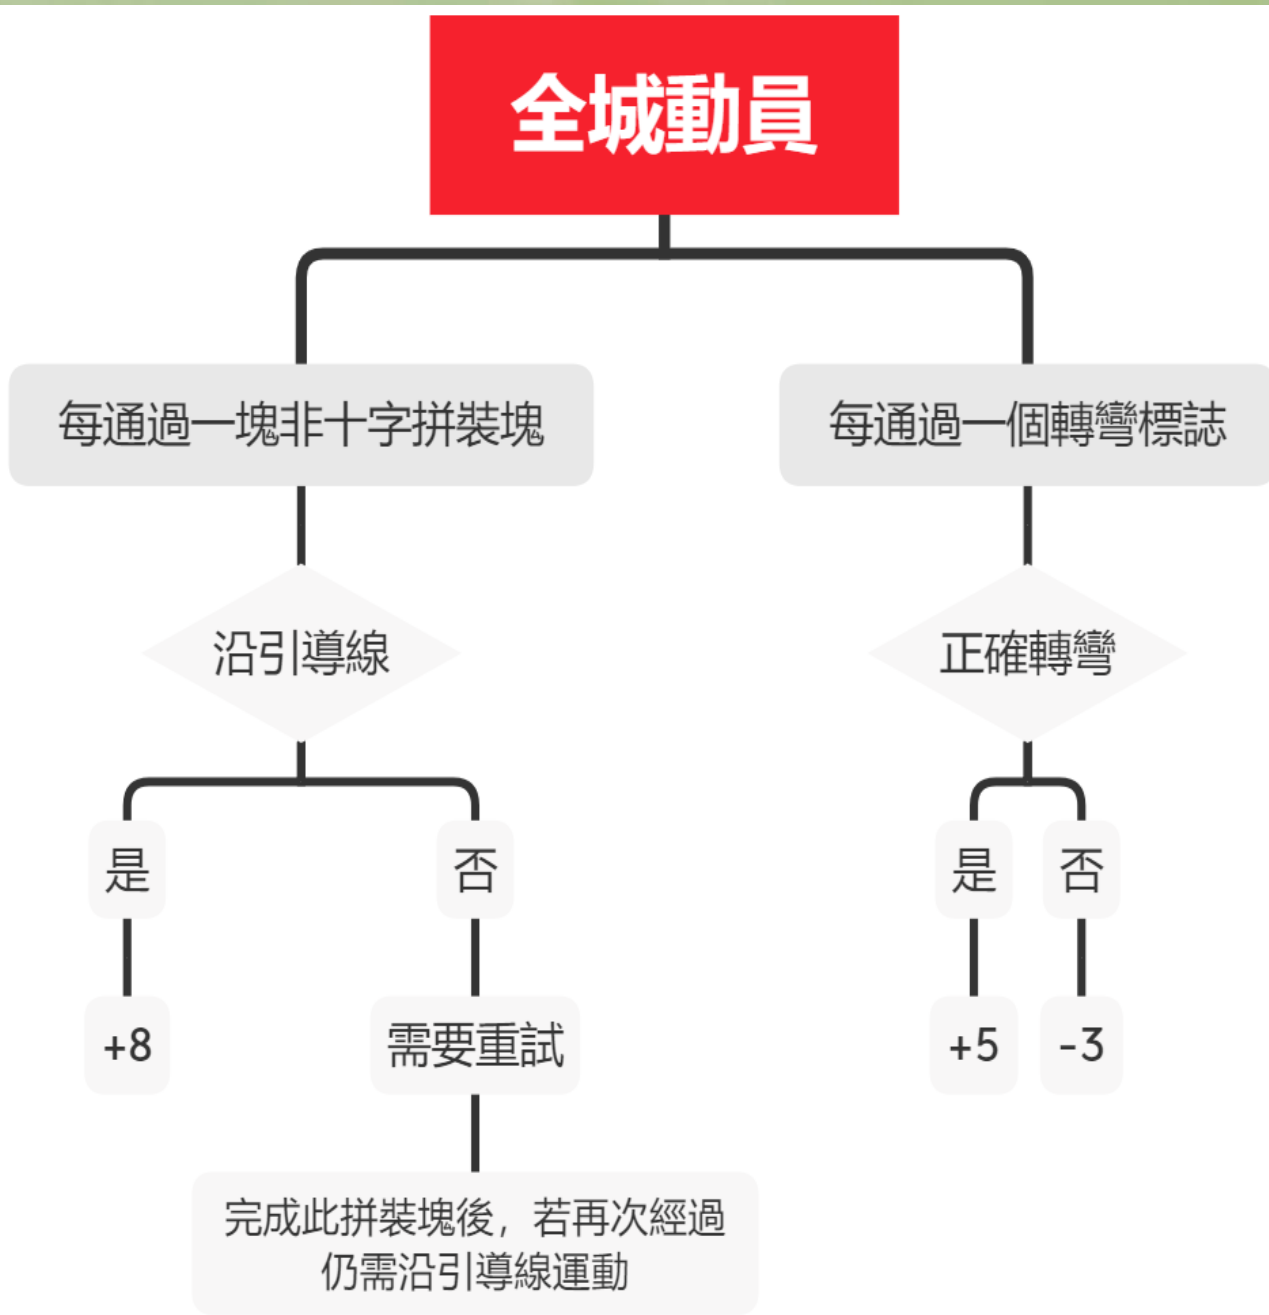 全城動員
每通過一塊非十字拼裝塊
每通過一個轉彎標誌
沿引導線
正確轉彎
是
否
是
否
+8
需要重試
+5
-3
完成此拼裝塊後，若再次經過
仍需沿引導線運動